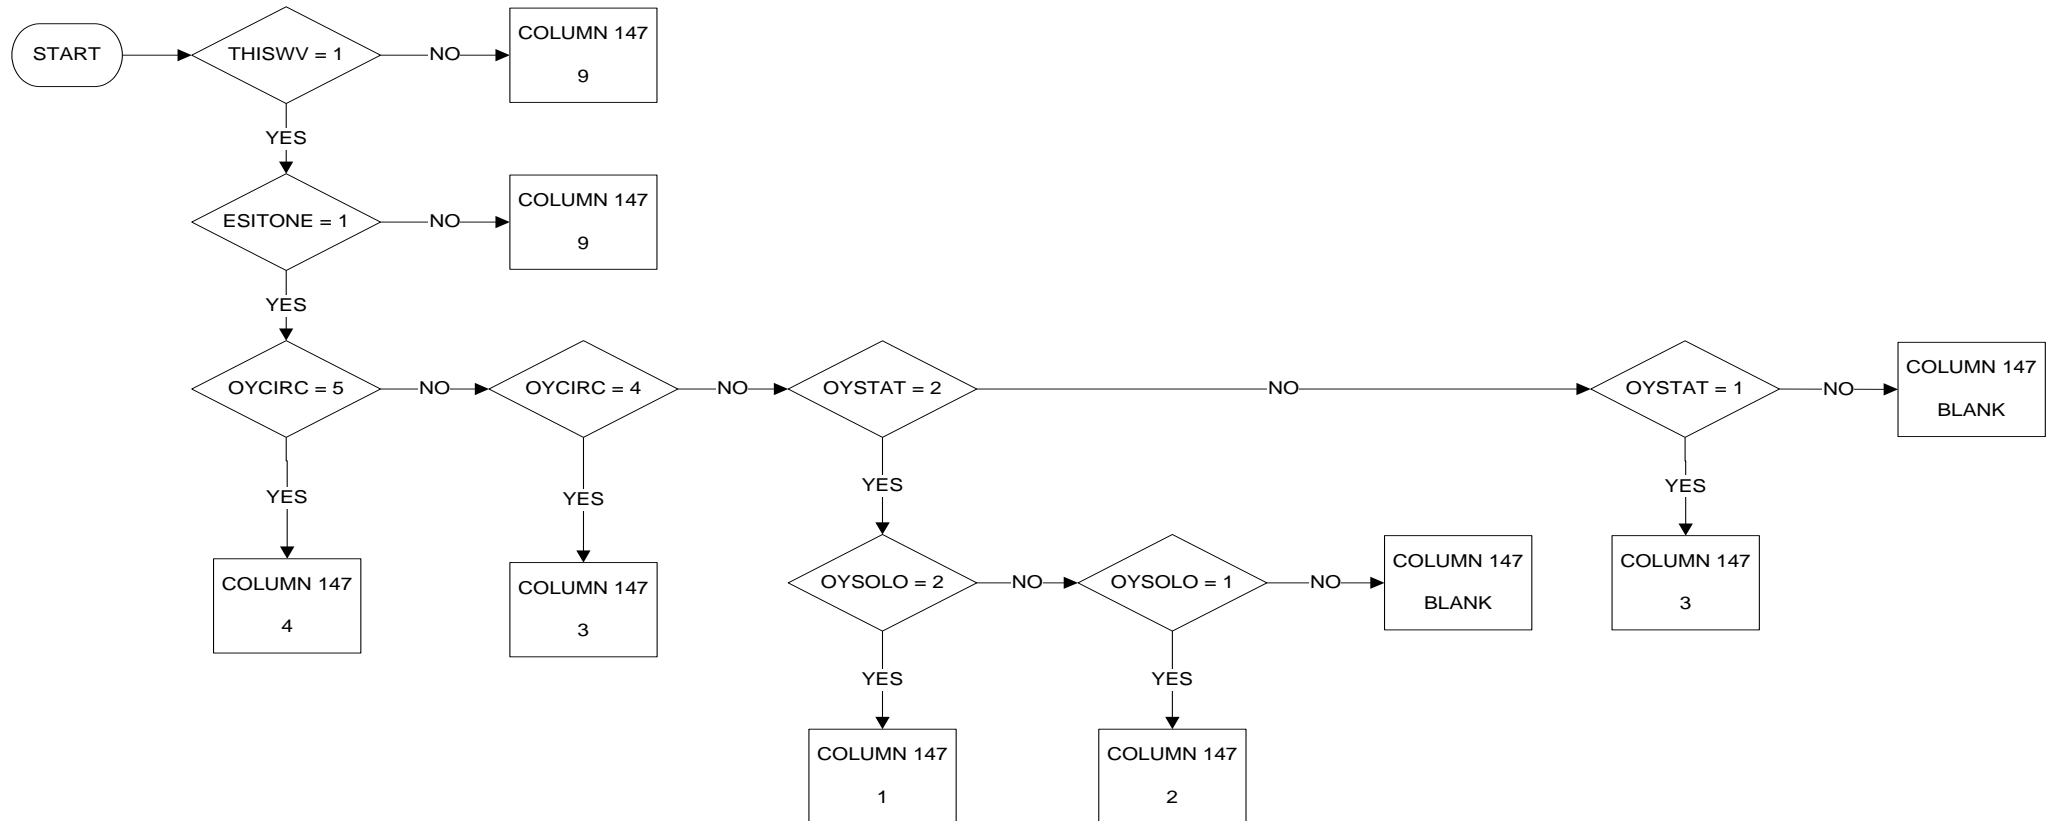 START
THISWV = 1
NO
COLUMN 147
9
YES
ESITONE = 1
NO
COLUMN 147
9
YES
OYCIRC = 5
NO
OYCIRC = 4
NO
OYSTAT = 2
NO
OYSTAT = 1
NO
COLUMN 147
BLANK
YES
YES
YES
YES
COLUMN 147
4
COLUMN 147
3
OYSOLO = 2
NO
OYSOLO = 1
NO
COLUMN 147
BLANK
COLUMN 147
3
YES
YES
COLUMN 147
1
COLUMN 147
2